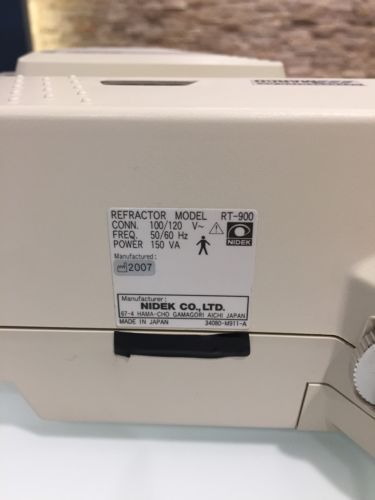 REFRACTOR MODEL RT-900
CONN. 100/120 V~
FREQ. 50/60 Hz
POWER 150 VA
NIDEK
Manufactured:
2007
Manufacturer:
NIDEK CO., LTD.
67-4 HAMA-CHO GAMAGORI AICHI JAPAN
MADE IN JAPAN 34080-M911-A